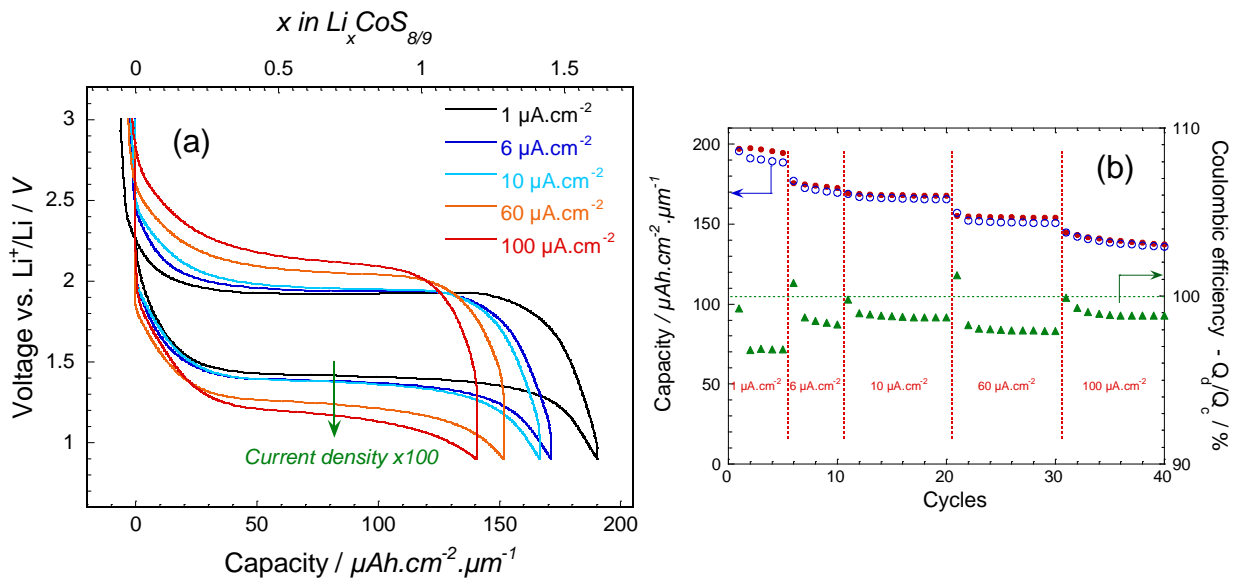 x in LiₓCoS₈/₉
0 0.5 1 1.5
(a)
1 µA.cm⁻²
6 µA.cm⁻²
10 µA.cm⁻²
60 µA.cm⁻²
100 µA.cm⁻²
Voltage vs. Li⁺/Li / V
3
2.5
2
1.5
1
Current density x100
0 50 100 150 200
Capacity / µAh.cm⁻².µm⁻¹
(b)
Capacity / µAh.cm⁻².µm⁻¹
200
150
100
50
0
1 µA.cm⁻² 6 µA.cm⁻² 10 µA.cm⁻² 60 µA.cm⁻² 100 µA.cm⁻²
110
100
90
Coulombic efficiency - Q_d/Q_c / %
0 10 20 30 40
Cycles